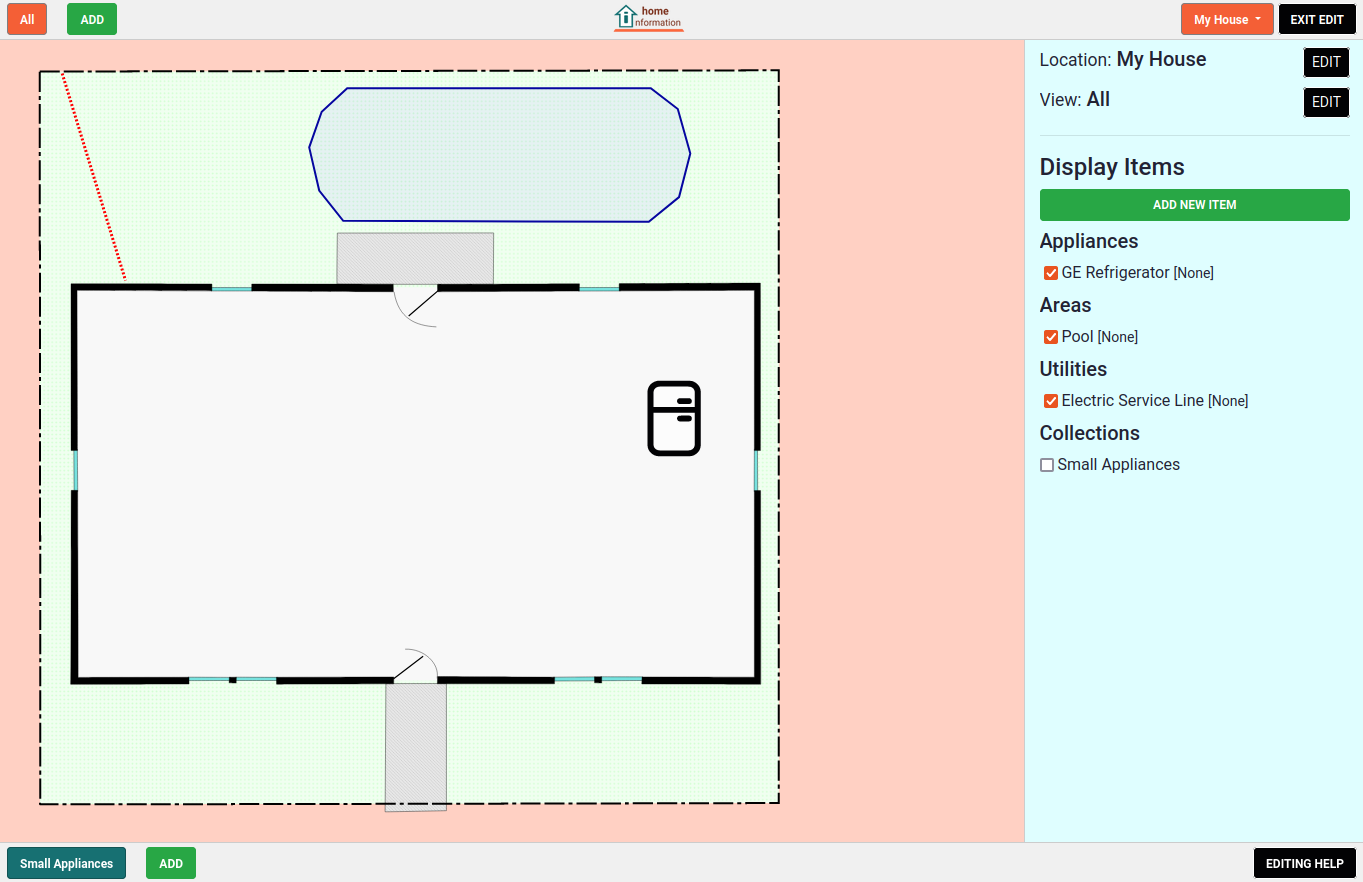 All
ADD
home
information
My House
EXIT EDIT
Location: My House
EDIT
View: All
EDIT
Display Items
ADD NEW ITEM
Appliances
GE Refrigerator [None]
Areas
Pool [None]
Utilities
Electric Service Line [None]
Collections
Small Appliances
Small Appliances
ADD
EDITING HELP